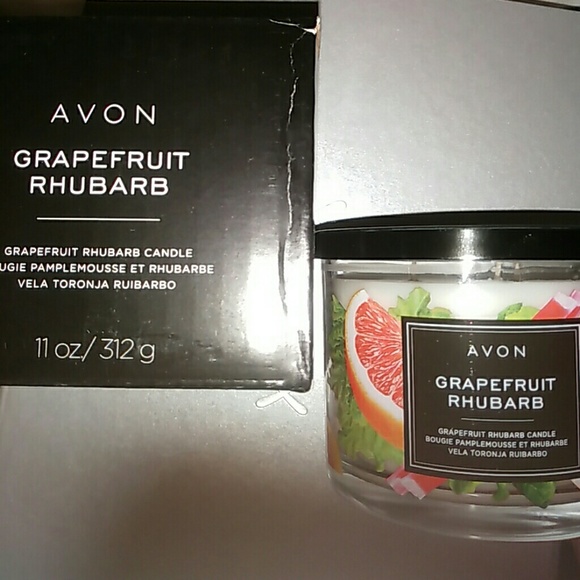 AVON
GRAPEFRUIT
RHUBARB
GRAPEFRUIT RHUBARB CANDLE
OUGIE PAMPLEMOUSSE ET RHUBARBE
VELA TORONJA RUIBARBO
11 oz/312 g
AVON
GRAPEFRUIT
RHUBARB
GRAPEFRUIT RHUBARB CANDLE
BOUGIE PAMPLEMOUSSE ET RHUBARBE
VELA TORONJA RUIBARBO